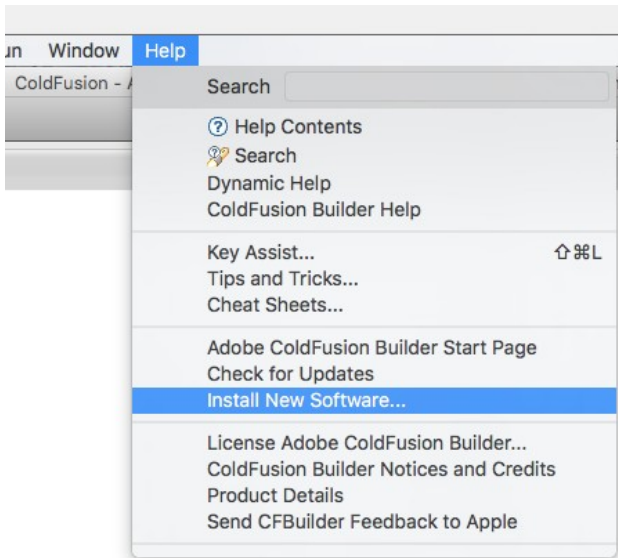 un Window Help
ColdFusion - A
Search
Help Contents
Search
Dynamic Help
ColdFusion Builder Help
Key Assist... ⇧⌘L
Tips and Tricks...
Cheat Sheets...
Adobe ColdFusion Builder Start Page
Check for Updates
Install New Software...
License Adobe ColdFusion Builder...
ColdFusion Builder Notices and Credits
Product Details
Send CFBuilder Feedback to Apple